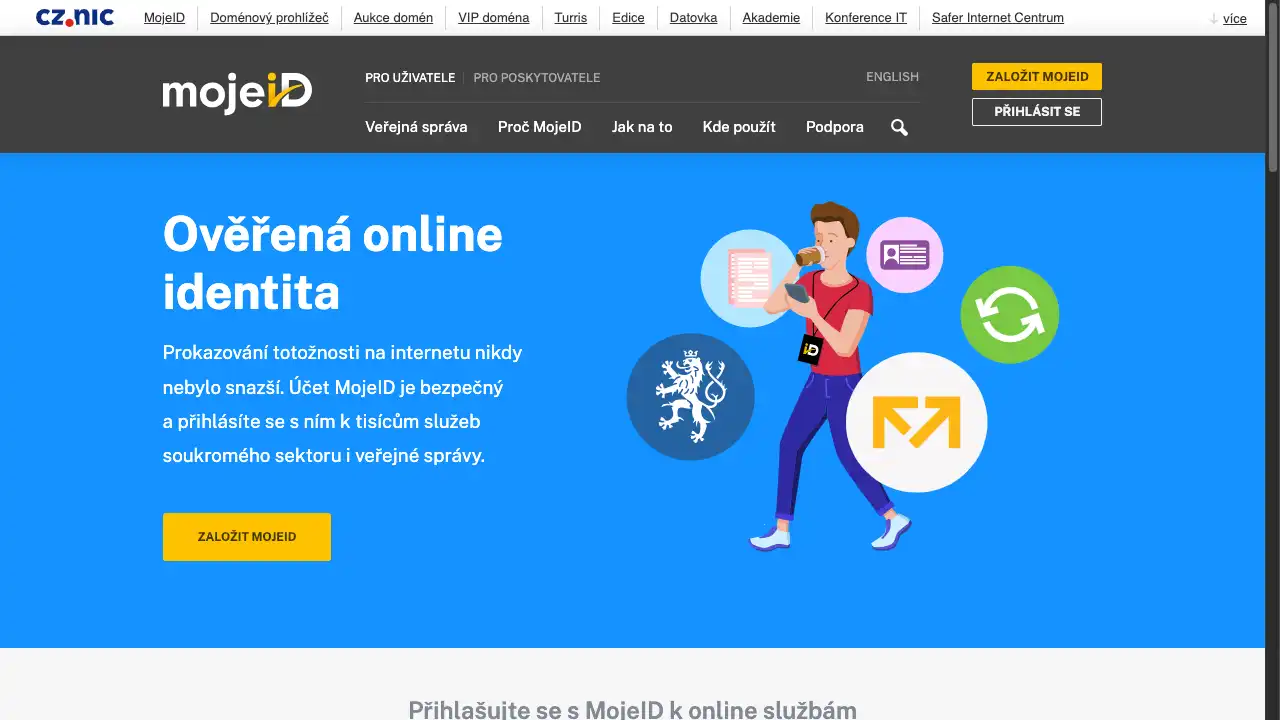 cz.nic MojeID Doménový prohlížeč Aukce domén VIP domena Turris Edice Datovka Akademie Konference IT Safer Internet Centrum více
mojeiD
PRO UŽIVATELE PRO POSKYTOVATELE ENGLISH
Veřejná správa Proč MojeID Jak na to Kde použít Podpora
ZALOŽIT MOJEID
PŘIHLÁSIT SE
Ověřená online
identita
Prokazování totožnosti na internetu nikdy
nebylo snazší. Účet MojeID je bezpečný
a přihlásíte se s ním k tisícům služeb
soukromého sektoru i veřejné správy.
ZALOŽIT MOJEID
iD
Přihlašujte se s MojeID k online službám